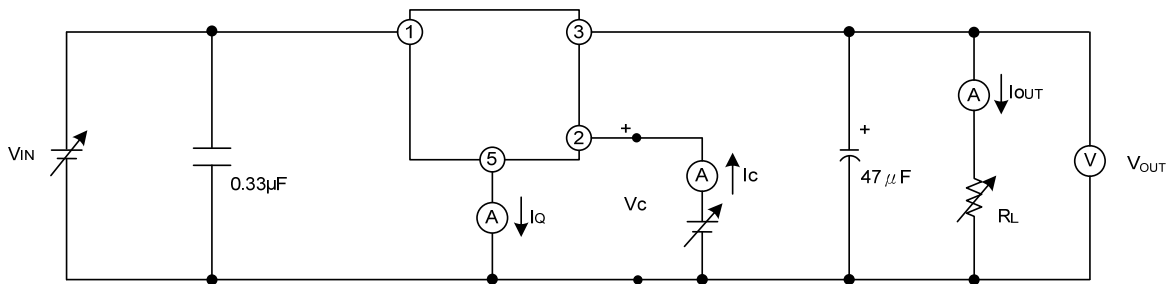 1
3
A
IOUT
+
VIN
+
2
5
A
IC
V
VOUT
0.33µF
47μF
A
IQ
VC
RL